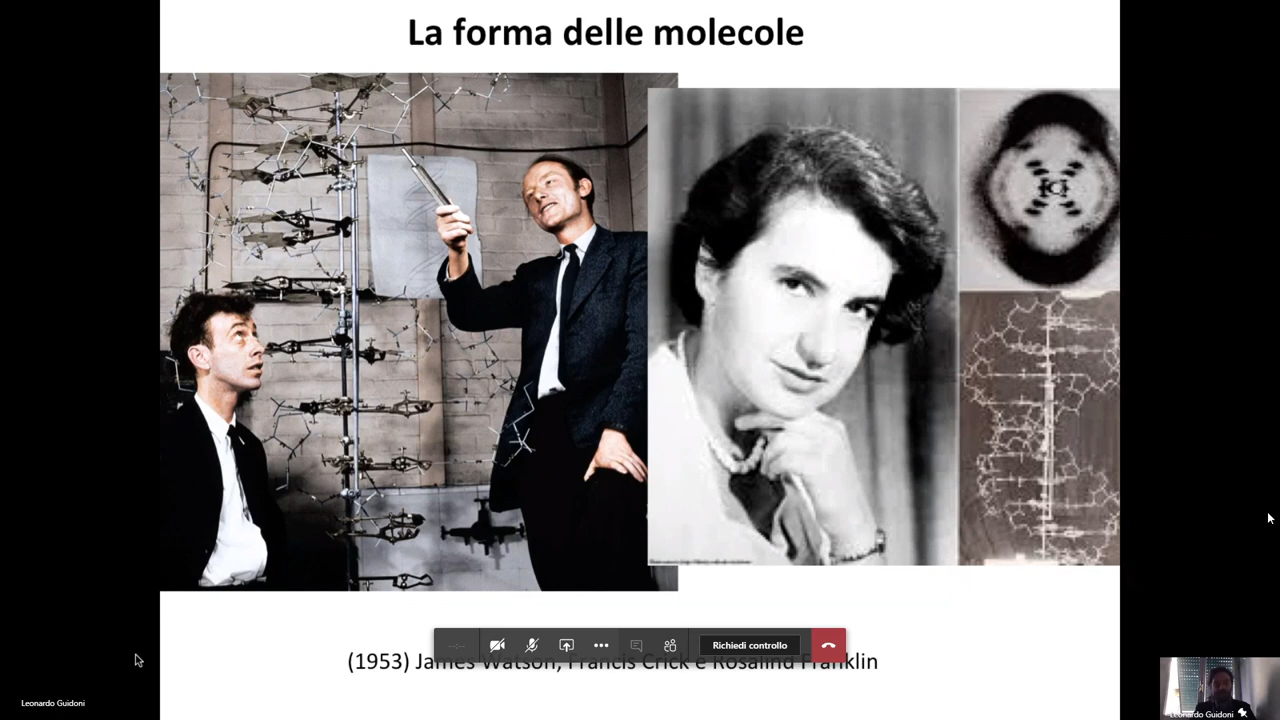 La forma delle molecole
Richiedi controllo
(1953) James Watson, Francis Crick e Rosalind Franklin
Leonardo Guidoni
Leonardo Guidoni